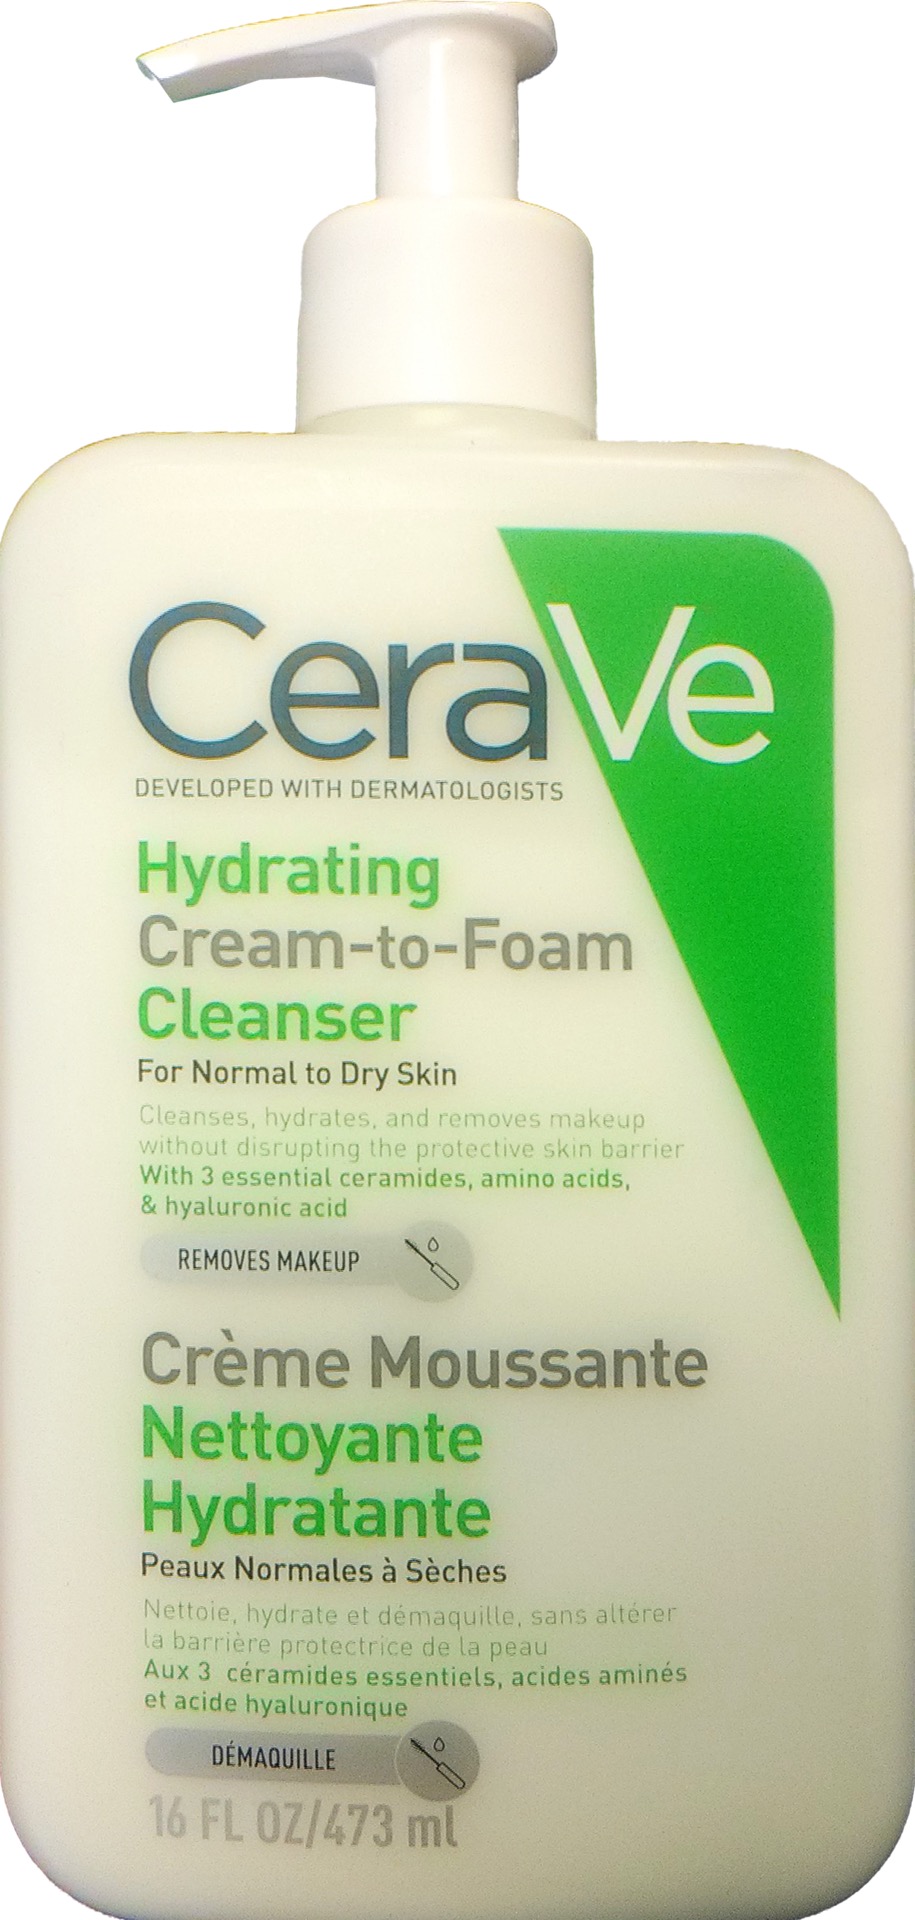 CeraVe
DEVELOPED WITH DERMATOLOGISTS
Hydrating
Cream-to-Foam
Cleanser
For Normal to Dry Skin
Cleanses, hydrates, and removes makeup
without disrupting the protective skin barrier
With 3 essential ceramides, amino acids,
& hyaluronic acid
REMOVES MAKEUP
Crème Moussante
Nettoyante
Hydratante
Peaux Normales à Sèches
Nettoie, hydrate et démaquille, sans altérer
la barrière protectrice de la peau
Aux 3 céramides essentiels, acides aminés
et acide hyaluronique
DÉMAQUILLE
16 FL OZ/473 ml